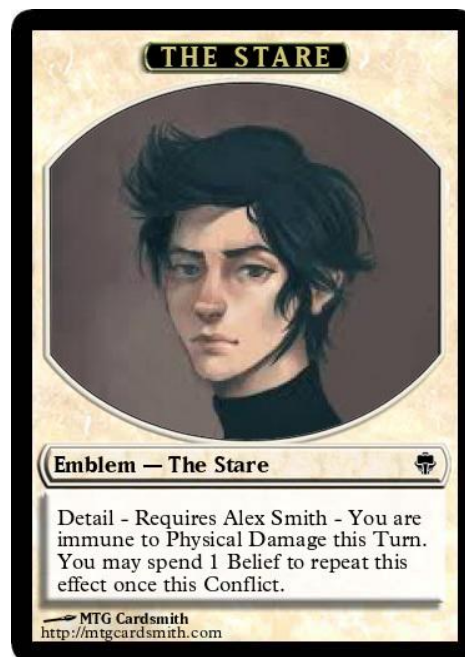 THE STARE
Emblem — The Stare
Detail - Requires Alex Smith - You are
immune to Physical Damage this Turn.
You may spend 1 Belief to repeat this
effect once this Conflict.
MTG Cardsmith
http://mtgcardsmith.com